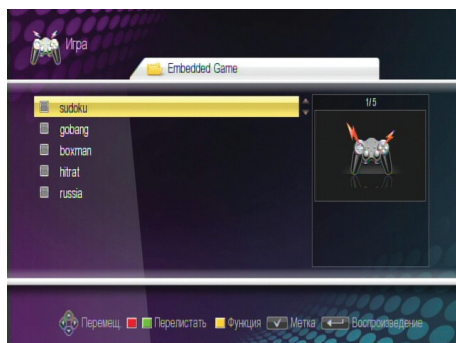 Игра
Embedded Game
sudoku
gobang
boxman
hitrat
russia
1/5
Перемещ. Перелистать Функция Метка Воспроизведение